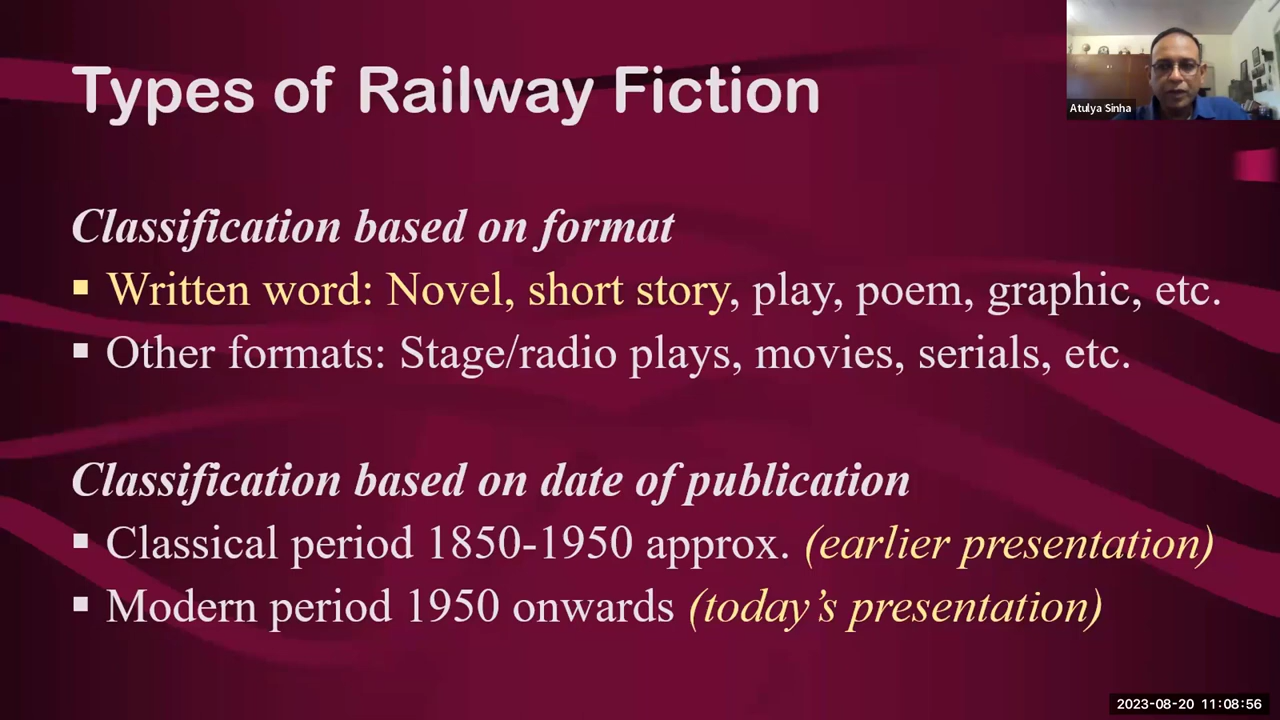 Types of Railway Fiction
Atulya Sinha
Classification based on format
▪ Written word: Novel, short story, play, poem, graphic, etc.
▪ Other formats: Stage/radio plays, movies, serials, etc.
Classification based on date of publication
▪ Classical period 1850-1950 approx. (earlier presentation)
▪ Modern period 1950 onwards (today’s presentation)
2023-08-20 11:08:56